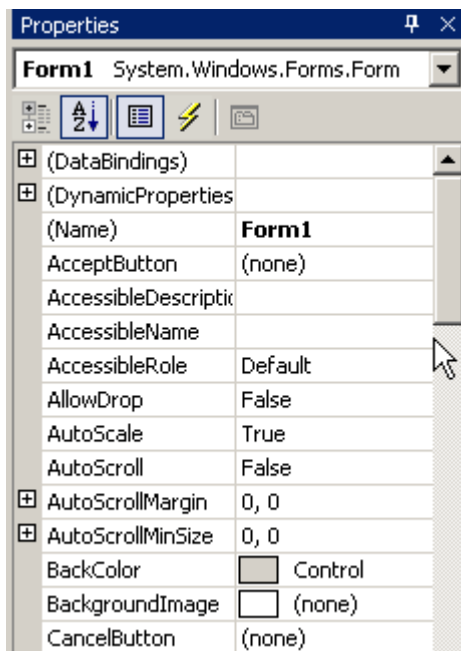 Properties
Form1 System.Windows.Forms.Form
A Z
(DataBindings)
(DynamicProperties
(Name) Form1
AcceptButton (none)
AccessibleDescriptic
AccessibleName
AccessibleRole Default
AllowDrop False
AutoScale True
AutoScroll False
AutoScrollMargin 0, 0
AutoScrollMinSize 0, 0
BackColor Control
BackgroundImage (none)
CancelButton (none)